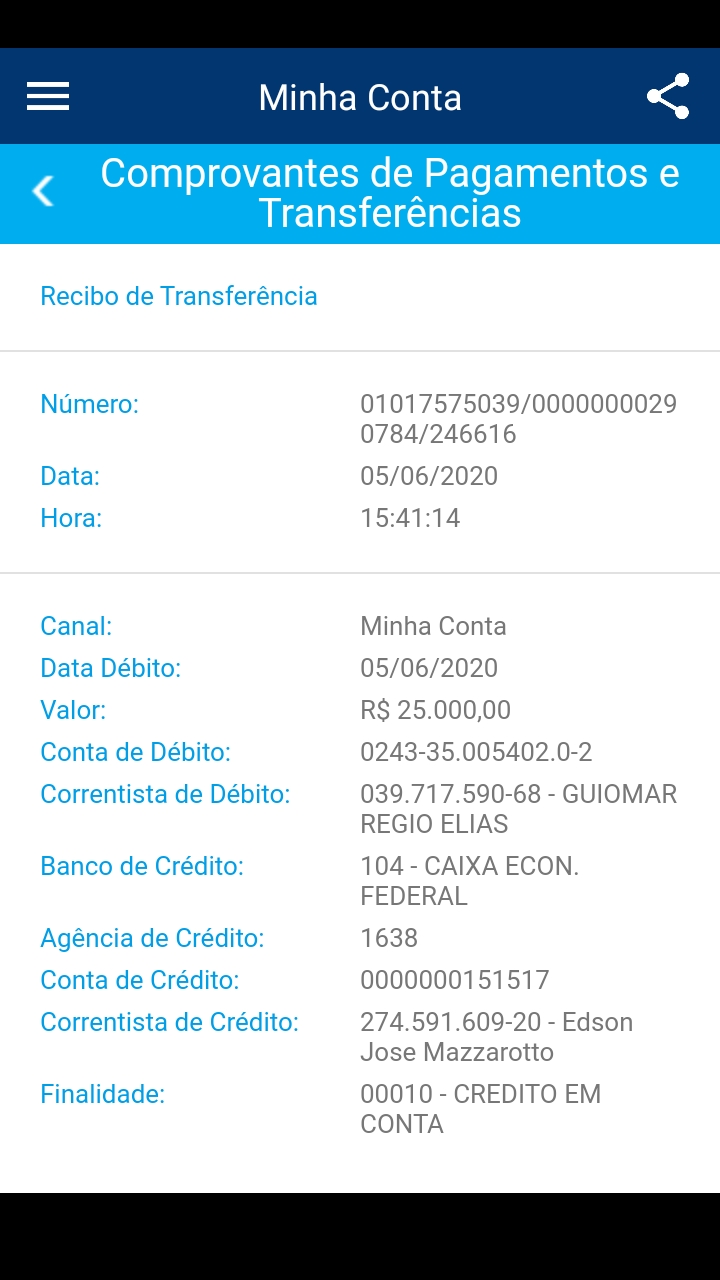 Minha Conta
Comprovantes de Pagamentos e
Transferências
Recibo de Transferência
Número: 01017575039/0000000029
0784/246616
Data: 05/06/2020
Hora: 15:41:14
Canal: Minha Conta
Data Débito: 05/06/2020
Valor: R$ 25.000,00
Conta de Débito: 0243-35.005402.0-2
Correntista de Débito: 039.717.590-68 - GUIOMAR
REGIO ELIAS
Banco de Crédito: 104 - CAIXA ECON.
FEDERAL
Agência de Crédito: 1638
Conta de Crédito: 0000000151517
Correntista de Crédito: 274.591.609-20 - Edson
Jose Mazzarotto
Finalidade: 00010 - CREDITO EM
CONTA